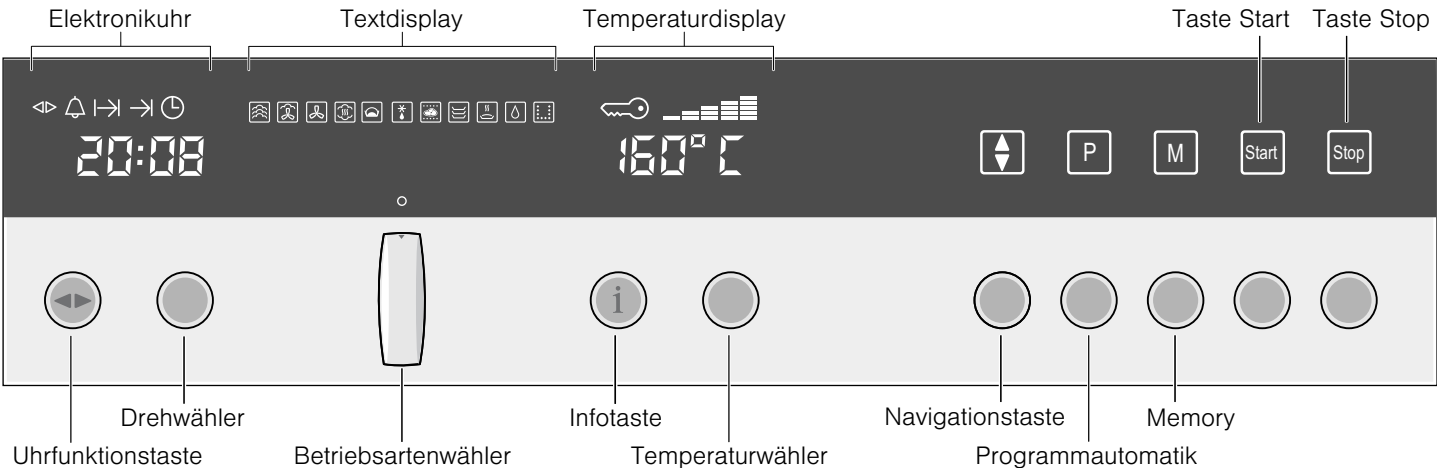 Elektronikuhr Textdisplay Temperaturdisplay Taste Start Taste Stop
20:08 160° C P M Start Stop
i
Drehwähler Infotaste Navigationstaste Memory
Uhrfunktionstaste Betriebsartenwähler Temperaturwähler Programmautomatik